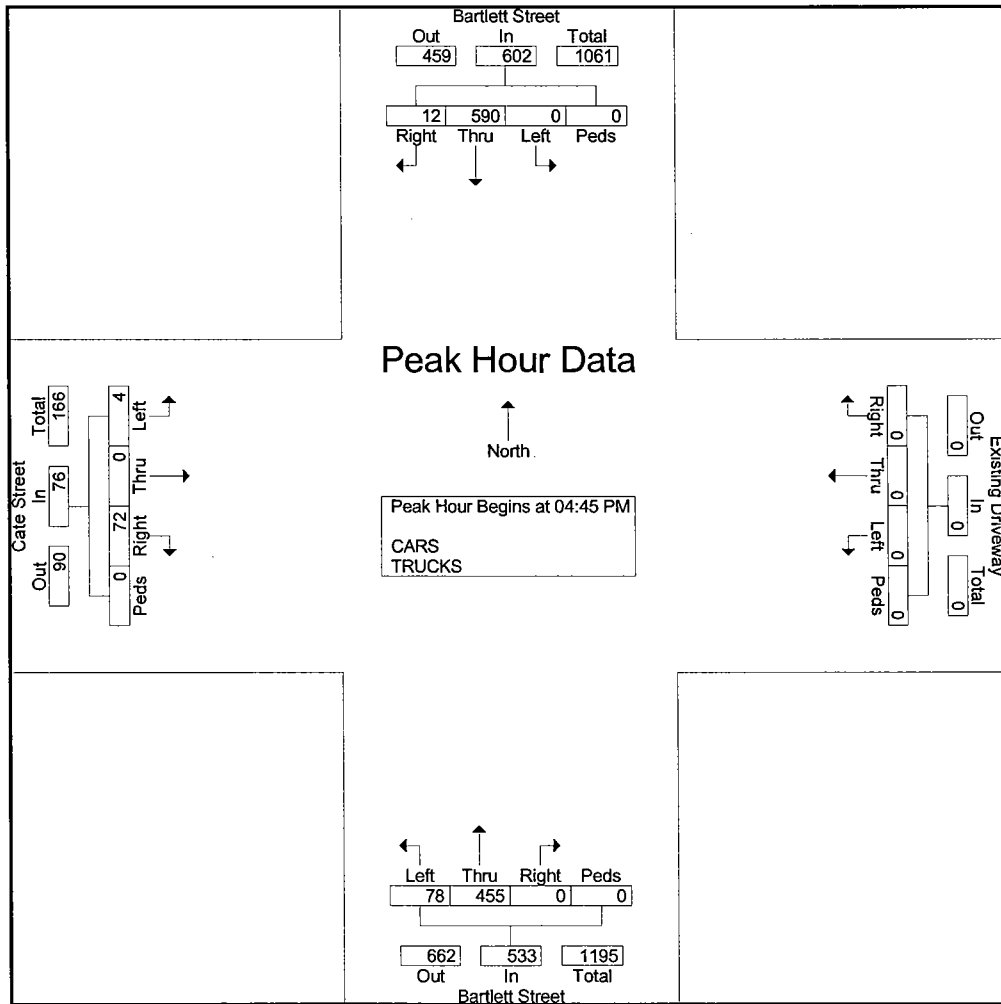 Bartlett Street
Out In Total
459 602 1061
12 590 0 0
Right Thru Left Peds
Peak Hour Data
North
Peak Hour Begins at 04:45 PM
CARS
TRUCKS
Cate Street
Total In Out
166 76 90
4 0 72 0
Left Thru Right Peds
Existing Driveway
Out In Total
0 0 0
0 0 0 0
Right Thru Left Peds
Left Thru Right Peds
78 455 0 0
662 533 1195
Out In Total
Bartlett Street